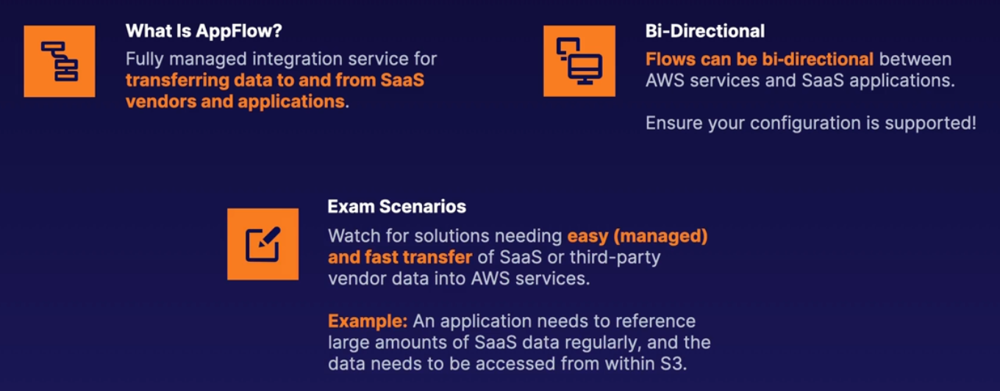 What Is AppFlow?
Fully managed integration service for
transferring data to and from SaaS
vendors and applications.
Bi-Directional
Flows can be bi-directional between
AWS services and SaaS applications.
Ensure your configuration is supported!
Exam Scenarios
Watch for solutions needing easy (managed)
and fast transfer of SaaS or third-party
vendor data into AWS services.
Example: An application needs to reference
large amounts of SaaS data regularly, and the
data needs to be accessed from within S3.